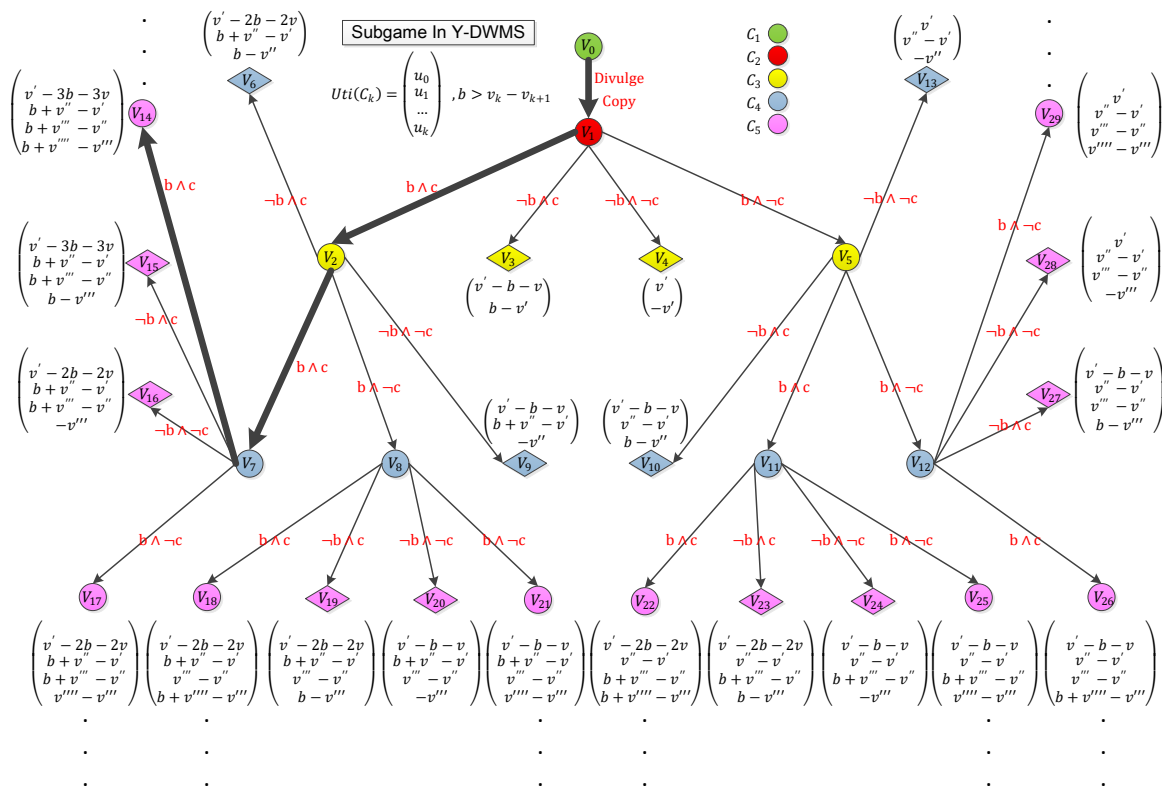 Subgame In Y-DWMS
Uti(C_k) = (u_0
u_1
...
u_k) , b > v_k − v_{k+1}
C_1
C_2
C_3
C_4
C_5
V_0
Divulge
Copy
V_1
b ∧ c
¬b ∧ c
¬b ∧ ¬c
b ∧ ¬c
v' − 2b − 2v
b + v'' − v'
b − v''
V_6
v'
v'' − v'
−v''
V_13
v' − 3b − 3v
b + v'' − v'
b + v''' − v''
b + v'''' − v'''
V_14
V_29
v'
v'' − v'
v''' − v''
v'''' − v'''
b ∧ c
¬b ∧ c
¬b ∧ ¬c
b ∧ ¬c
V_2
V_3
v' − b − v
b − v'
V_4
v'
−v'
V_5
v' − 3b − 3v
b + v'' − v'
b + v''' − v''
b − v'''
V_15
V_28
v'
v'' − v'
v''' − v''
−v'''
¬b ∧ c
b ∧ c
¬b ∧ ¬c
b ∧ ¬c
¬b ∧ ¬c
b ∧ c
b ∧ ¬c
¬b ∧ ¬c
v' − 2b − 2v
b + v'' − v'
b + v''' − v''
−v'''
V_16
¬b ∧ ¬c
V_27
v' − b − v
v'' − v'
v''' − v''
b − v'''
¬b ∧ c
V_7
V_8
v' − b − v
b + v'' − v'
−v''
V_9
v' − b − v
v'' − v'
b − v''
V_10
V_11
V_12
b ∧ ¬c
b ∧ c
¬b ∧ c
¬b ∧ ¬c
b ∧ ¬c
b ∧ c
¬b ∧ c
¬b ∧ ¬c
b ∧ ¬c
b ∧ c
V_17
V_18
V_19
V_20
V_21
V_22
V_23
V_24
V_25
V_26
v' − 2b − 2v
b + v'' − v'
b + v''' − v''
v'''' − v'''
v' − 2b − 2v
b + v'' − v'
v''' − v''
b + v'''' − v'''
v' − 2b − 2v
b + v'' − v'
v''' − v''
b − v'''
v' − b − v
b + v'' − v'
v''' − v''
−v'''
v' − b − v
b + v'' − v'
v''' − v''
v'''' − v'''
v' − 2b − 2v
v'' − v'
b + v''' − v''
b + v'''' − v'''
v' − 2b − 2v
v'' − v'
b + v''' − v''
b − v'''
v' − b − v
v'' − v'
b + v''' − v''
−v'''
v' − b − v
v'' − v'
b + v''' − v''
v'''' − v'''
v' − b − v
v'' − v'
v''' − v''
b + v'''' − v'''